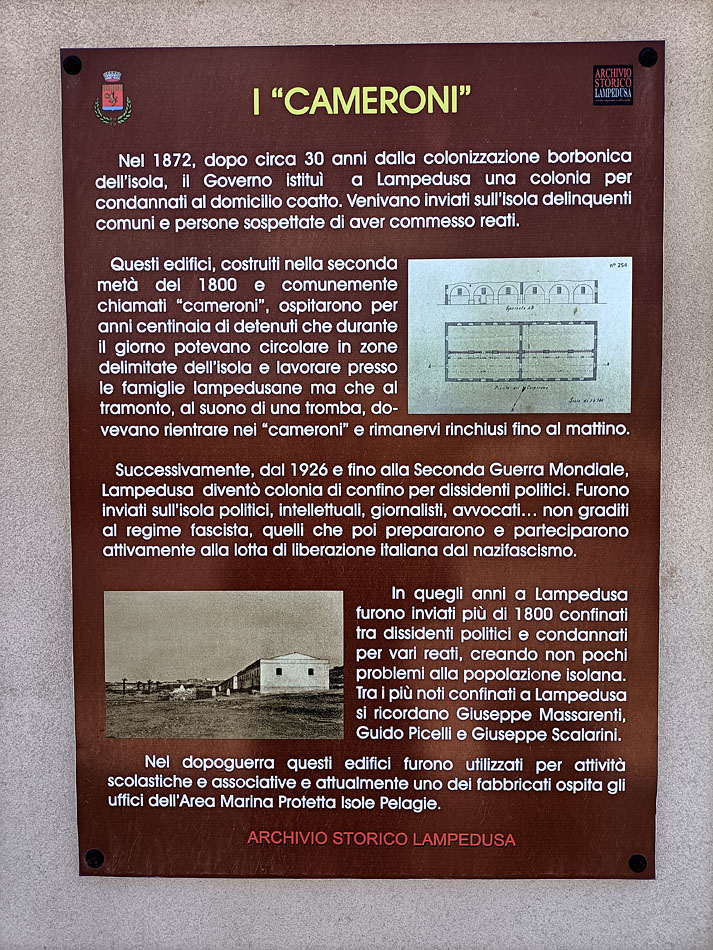 I “CAMERONI”
ARCHIVIO
STORICO
LAMPEDUSA
Nel 1872, dopo circa 30 anni dalla colonizzazione borbonica
dell’isola, il Governo istituì a Lampedusa una colonia per
condannati al domicilio coatto. Venivano inviati sull’isola delinquenti
comuni e persone sospettate di aver commesso reati.
Questi edifici, costruiti nella seconda
metà del 1800 e comunemente
chiamati “cameroni”, ospitarono per
anni centinaia di detenuti che durante
il giorno potevano circolare in zone
delimitate dell’isola e lavorare presso
le famiglie lampedusane ma che al
tramonto, al suono di una tromba, do-
vevano rientrare nei “cameroni” e rimanervi rinchiusi fino al mattino.
n° 254
Successivamente, dal 1926 e fino alla Seconda Guerra Mondiale,
Lampedusa diventò colonia di confino per dissidenti politici. Furono
inviati sull’isola politici, intellettuali, giornalisti, avvocati... non graditi
al regime fascista, quelli che poi prepararono e parteciparono
attivamente alla lotta di liberazione italiana dal nazifascismo.
In quegli anni a Lampedusa
furono inviati più di 1800 confinati
tra dissidenti politici e condannati
per vari reati, creando non pochi
problemi alla popolazione isolana.
Tra i più noti confinati a Lampedusa
si ricordano Giuseppe Massarenti,
Guido Picelli e Giuseppe Scalarini.
Nel dopoguerra questi edifici furono utilizzati per attività
scolastiche e associative e attualmente uno dei fabbricati ospita gli
uffici dell’Area Marina Protetta Isole Pelagie.
ARCHIVIO STORICO LAMPEDUSA